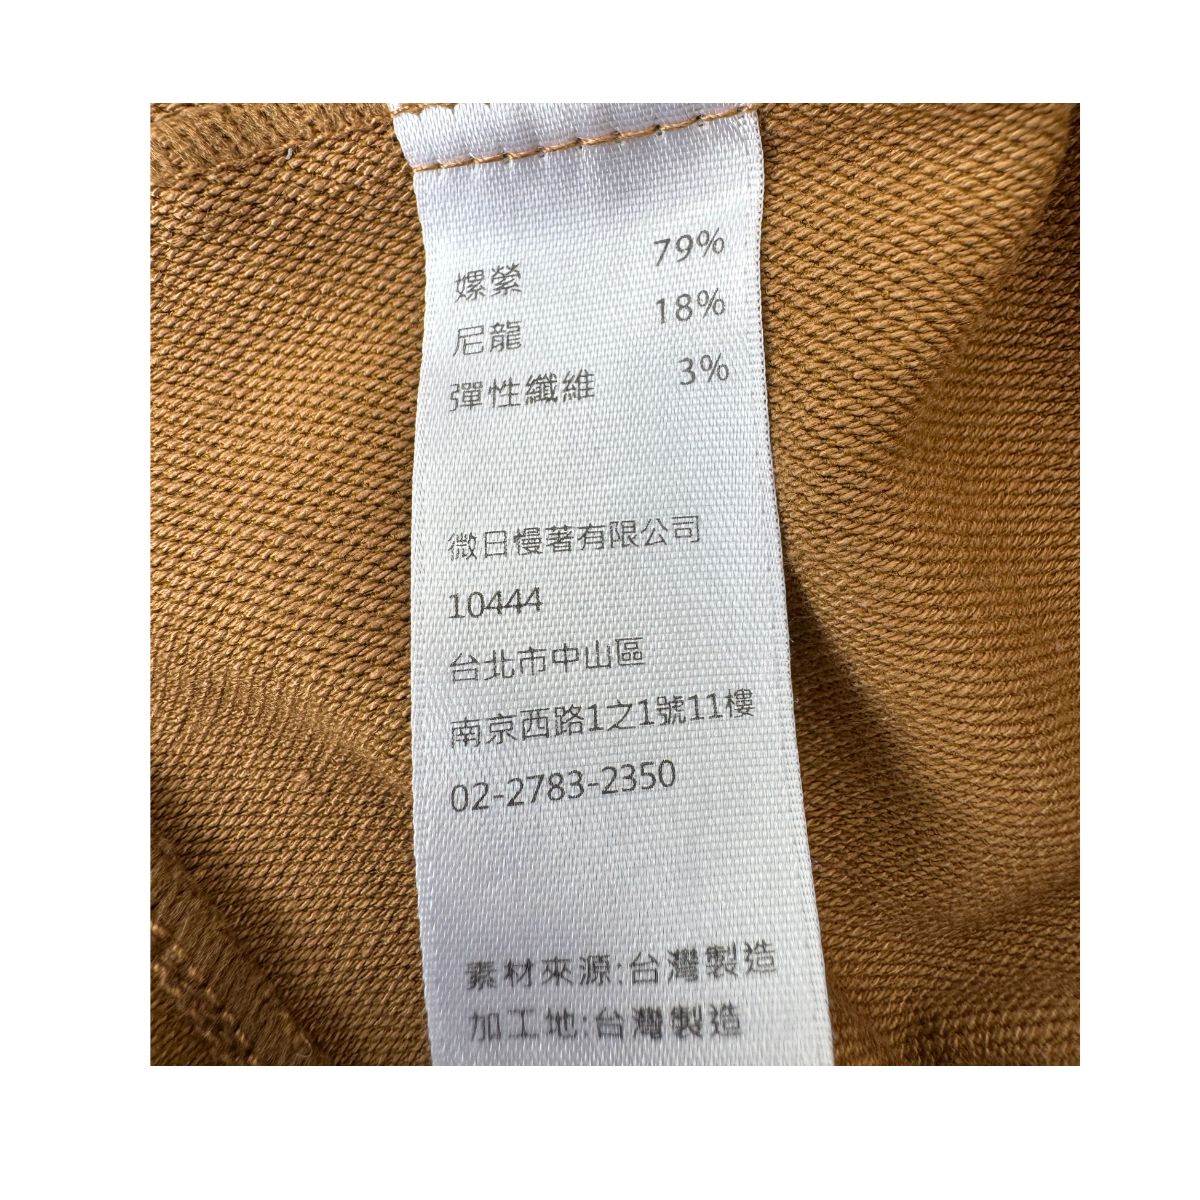 嫘縈 79%
尼龍 18%
彈性纖維 3%
微日慢著有限公司
10444
台北市中山區
南京西路1之1號11樓
02-2783-2350
素材來源:台灣製造
加工地:台灣製造